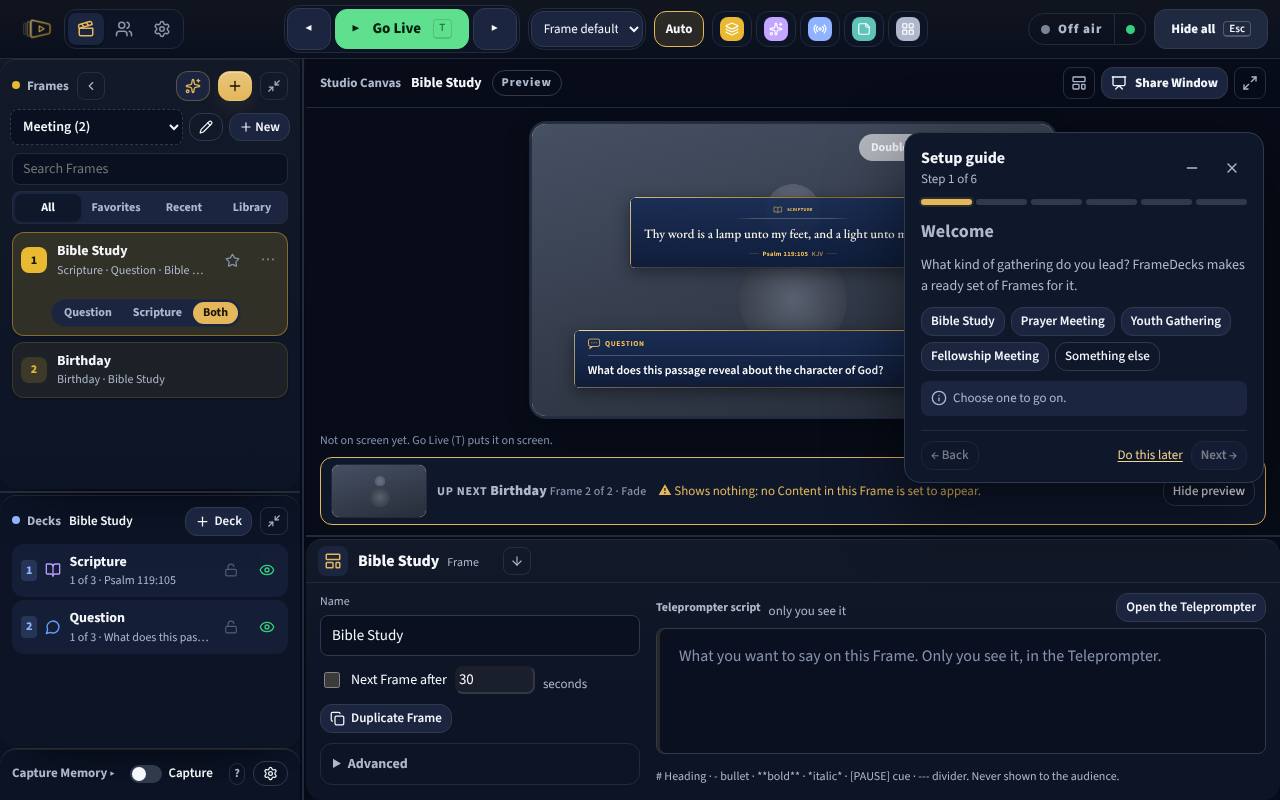 ◄
► Go Live T
►
Frame default
Auto
Off air
Hide all Esc
Frames
Meeting (2)
+ New
Search Frames
All Favorites Recent Library
1 Bible Study
Scripture · Question · Bible …
Question Scripture Both
2 Birthday
Birthday · Bible Study
Decks Bible Study
+ Deck
1 Scripture
1 of 3 · Psalm 119:105
2 Question
1 of 3 · What does this pas…
Capture Memory ▸ Capture ?
Studio Canvas Bible Study Preview
Share Window
SCRIPTURE
Thy word is a lamp unto my feet, and a light unto
Psalm 119:105 KJV
QUESTION
What does this passage reveal about the character of God?
Not on screen yet. Go Live (T) puts it on screen.
UP NEXT Birthday Frame 2 of 2 · Fade ⚠ Shows nothing: no Content in this Frame is set to appear.
Hide preview
Setup guide
Step 1 of 6
Welcome
What kind of gathering do you lead? FrameDecks makes
a ready set of Frames for it.
Bible Study Prayer Meeting Youth Gathering
Fellowship Meeting Something else
Choose one to go on.
← Back Do this later Next →
Bible Study Frame
Name
Bible Study
Next Frame after 30 seconds
Duplicate Frame
► Advanced
Teleprompter script only you see it
Open the Teleprompter
What you want to say on this Frame. Only you see it, in the Teleprompter.
# Heading · - bullet · **bold** · *italic* · [PAUSE] cue · --- divider. Never shown to the audience.